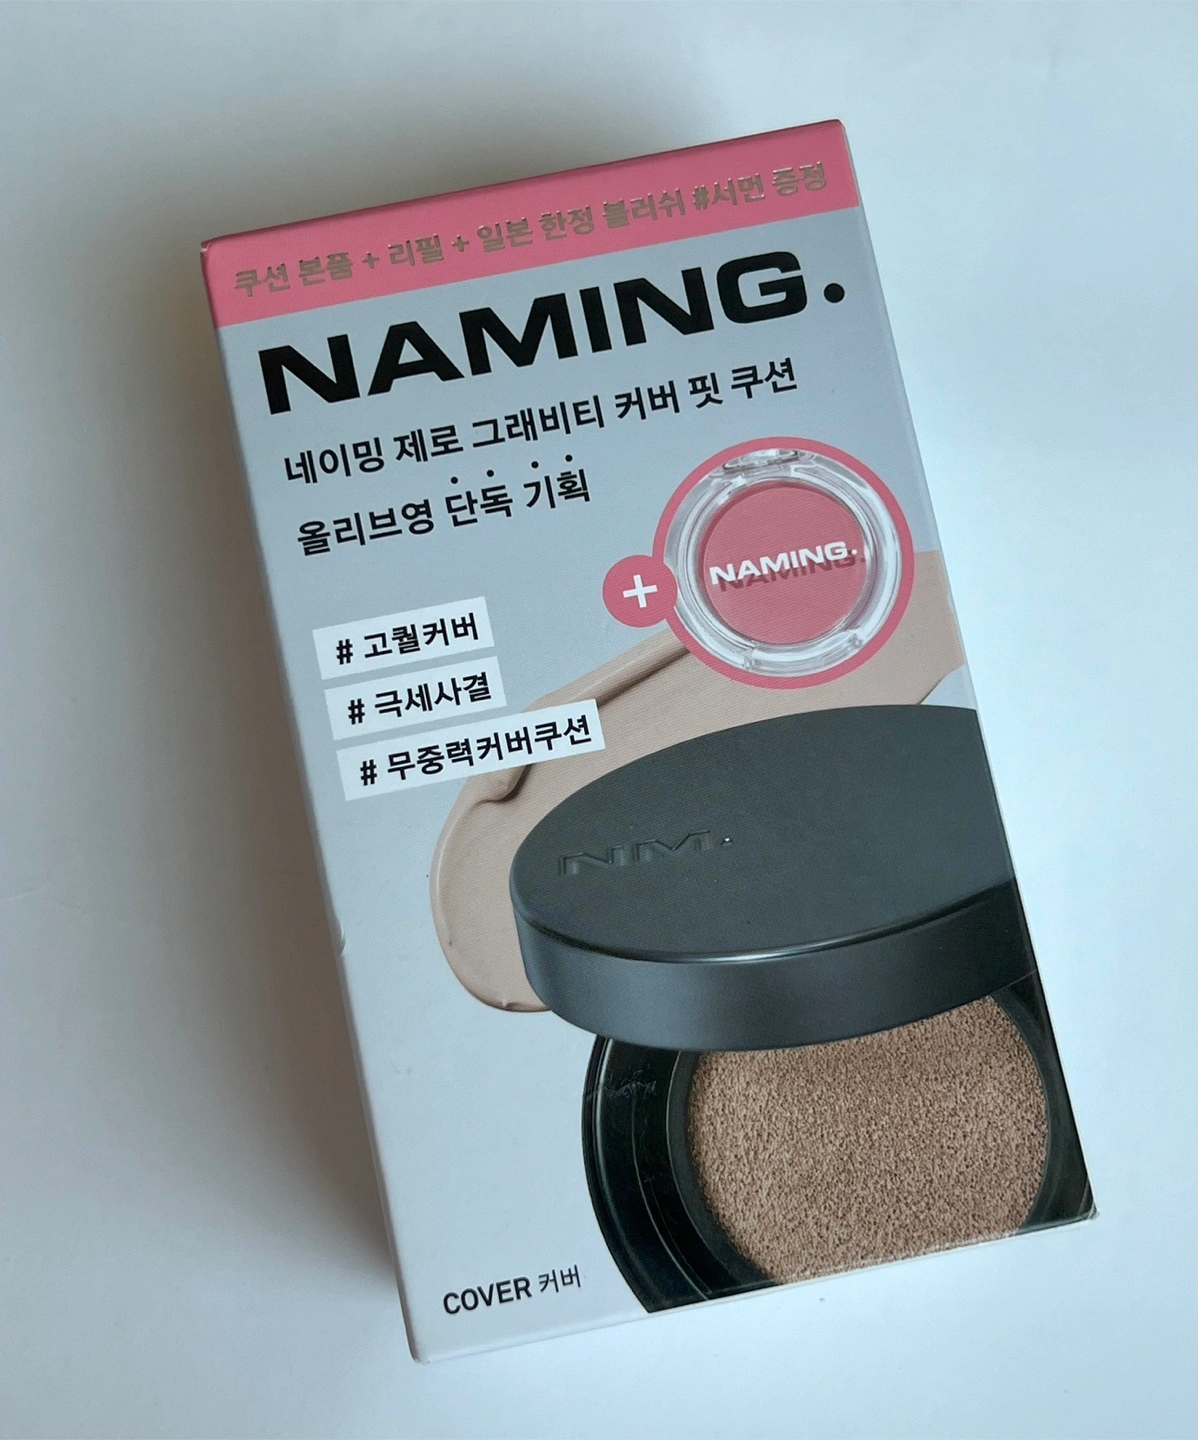 쿠션 본품 + 리필 + 일본 한정 블러쉬 #서먼 증정
NAMING.
네이밍 제로 그래비티 커버 핏 쿠션
올리브영 단독 기획
+
NAMING.
# 고퀄커버
# 극세사결
# 무중력커버쿠션
NM.
COVER 커버